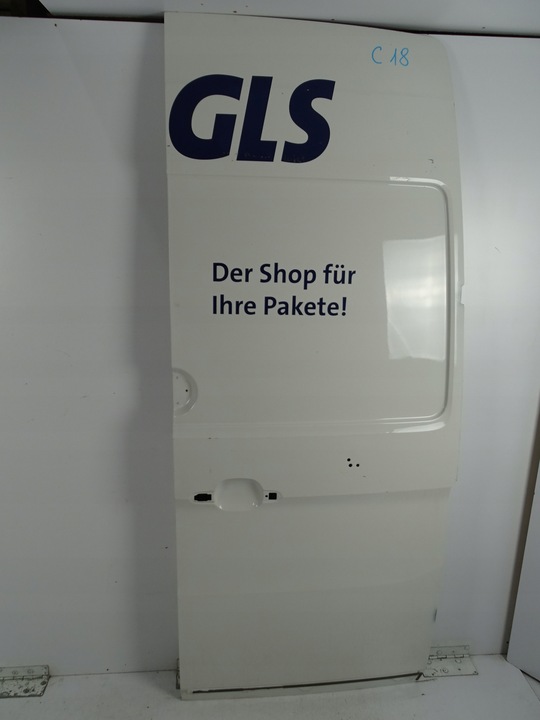 C 18
GLS
Der Shop für
Ihre Pakete!